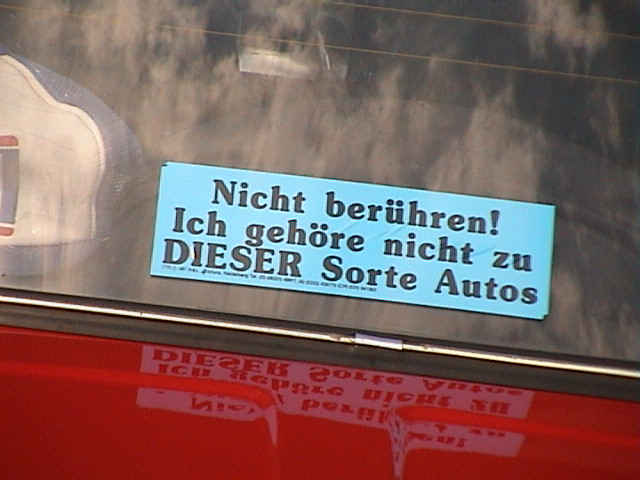 Nicht berühren!
Ich gehöre nicht zu
DIESER Sorte Autos